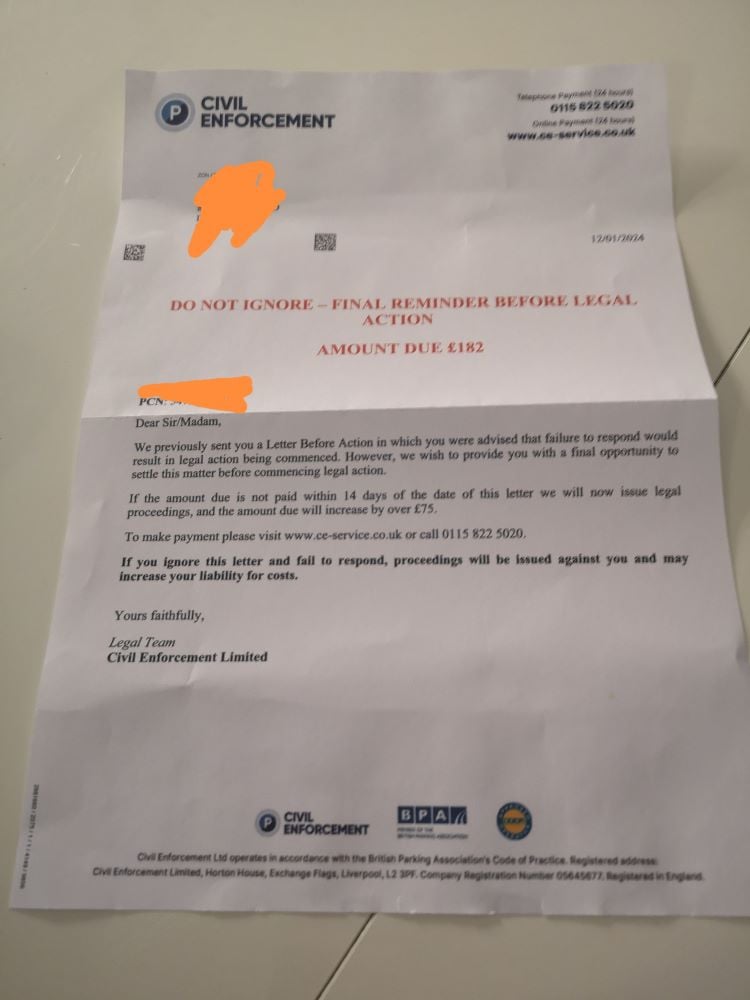 CIVIL
ENFORCEMENT
Telephone Payment (24 hours)
0115 822 5020
Online Payment (24 hours)
www.ce-service.co.uk
12/01/2024
DO NOT IGNORE – FINAL REMINDER BEFORE LEGAL
ACTION
AMOUNT DUE £182
PCN:
Dear Sir/Madam,
We previously sent you a Letter Before Action in which you were advised that failure to respond would
result in legal action being commenced. However, we wish to provide you with a final opportunity to
settle this matter before commencing legal action.
If the amount due is not paid within 14 days of the date of this letter we will now issue legal
proceedings, and the amount due will increase by over £75.
To make payment please visit www.ce-service.co.uk or call 0115 822 5020.
If you ignore this letter and fail to respond, proceedings will be issued against you and may
increase your liability for costs.
Yours faithfully,
Legal Team
Civil Enforcement Limited
CIVIL
ENFORCEMENT
BPA
MEMBER OF THE
BRITISH PARKING ASSOCIATION
Civil Enforcement Ltd operates in accordance with the British Parking Association's Code of Practice. Registered address:
Civil Enforcement Limited, Horton House, Exchange Flags, Liverpool, L2 3PF. Company Registration Number 05645677. Registered in England.